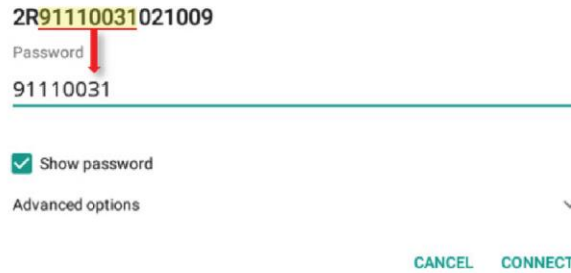 2R91110031021009
Password
91110031
Show password
Advanced options
CANCEL CONNECT